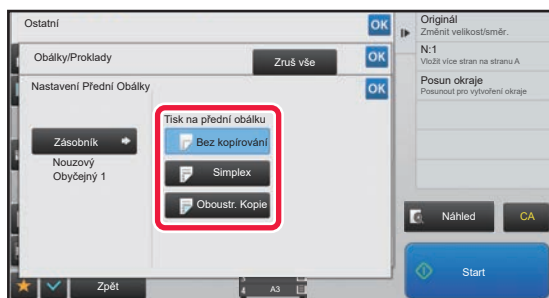 Ostatní
OK
Obálky/Proklady
Zruš vše
OK
Nastavení Přední Obálky
OK
Tisk na přední obálku
Zásobník
Nouzový
Obyčejný 1
Bez kopírování
Simplex
Oboustr. Kopie
Zpět
4
A3
Originál
Změnit velikost/směr.
N:1
Vložit více stran na stranu A
Posun okraje
Posunout pro vytvoření okraje
Náhled
CA
Start